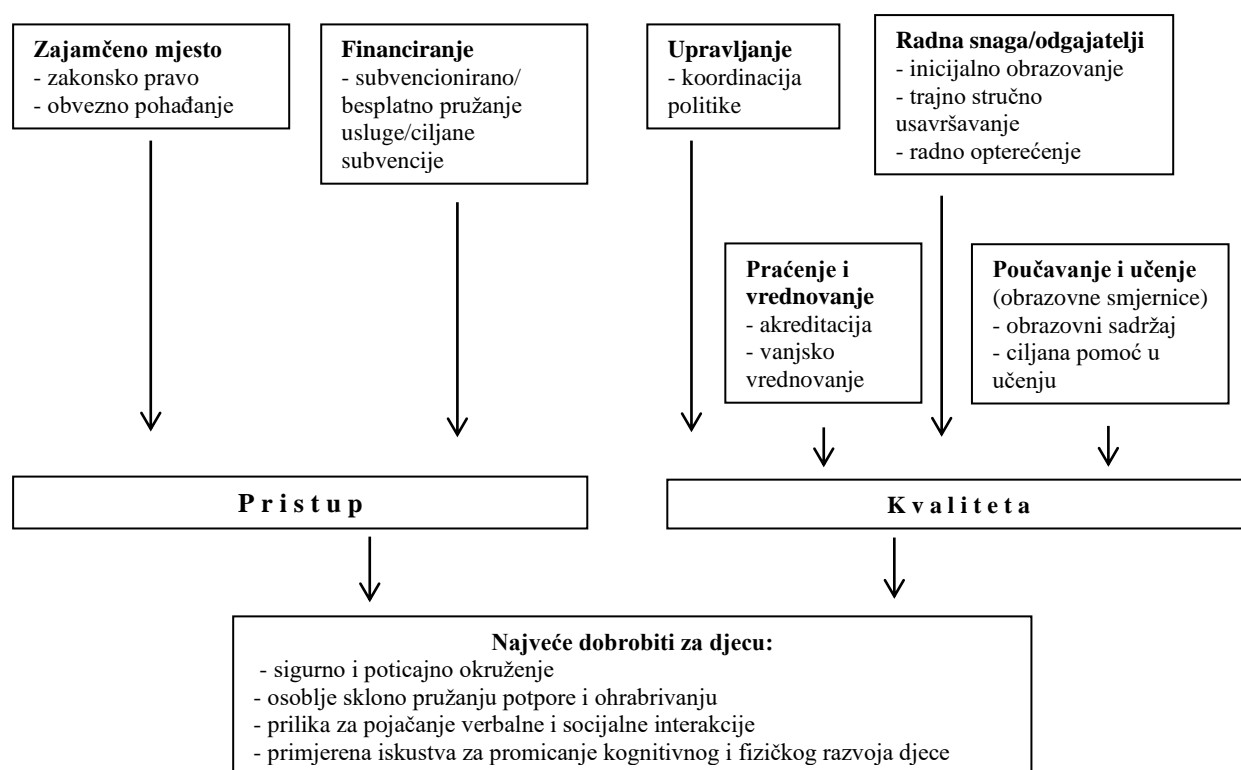 Zajamčeno mjesto
- zakonsko pravo
- obvezno pohađanje
Financiranje
- subvencionirano/
besplatno pružanje
usluge/ciljane
subvencije
Upravljanje
- koordinacija
politike
Radna snaga/odgajatelji
- inicijalno obrazovanje
- trajno stručno
usavršavanje
- radno opterećenje
Praćenje i
vrednovanje
- akreditacija
- vanjsko
vrednovanje
Poučavanje i učenje
(obrazovne smjernice)
- obrazovni sadržaj
- ciljana pomoć u
učenju
Pristup
Kvaliteta
Najveće dobrobiti za djecu:
- sigurno i poticajno okruženje
- osoblje sklono pružanju potpore i ohrabrivanju
- prilika za pojačanje verbalne i socijalne interakcije
- primjerena iskustva za promicanje kognitivnog i fizičkog razvoja djece